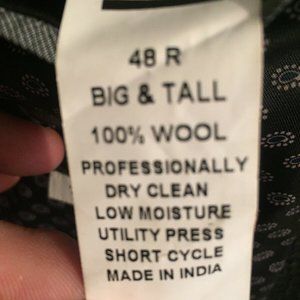 48 R
BIG & TALL
100% WOOL
PROFESSIONALLY
DRY CLEAN
LOW MOISTURE
UTILITY PRESS
SHORT CYCLE
MADE IN INDIA